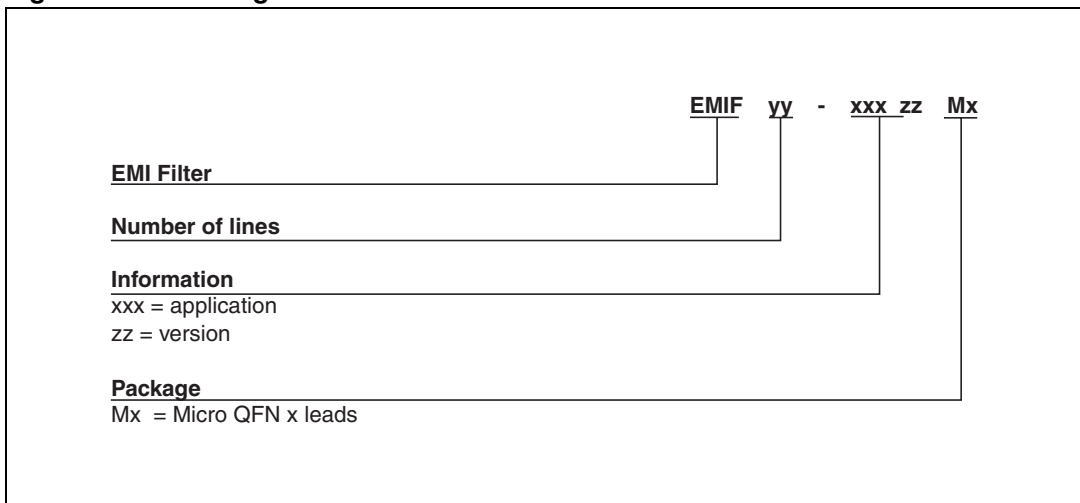 EMIF yy - xxx zz Mx
EMI Filter
Number of lines
Information
xxx = application
zz = version
Package
Mx = Micro QFN x leads